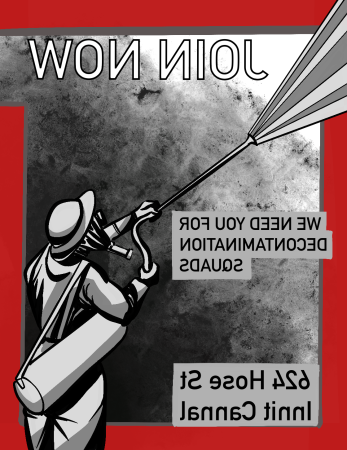 JOIN NOW
WE NEED YOU FOR
DECONTAMINATION
SQUADS
624 Hose St
Innit Cannal